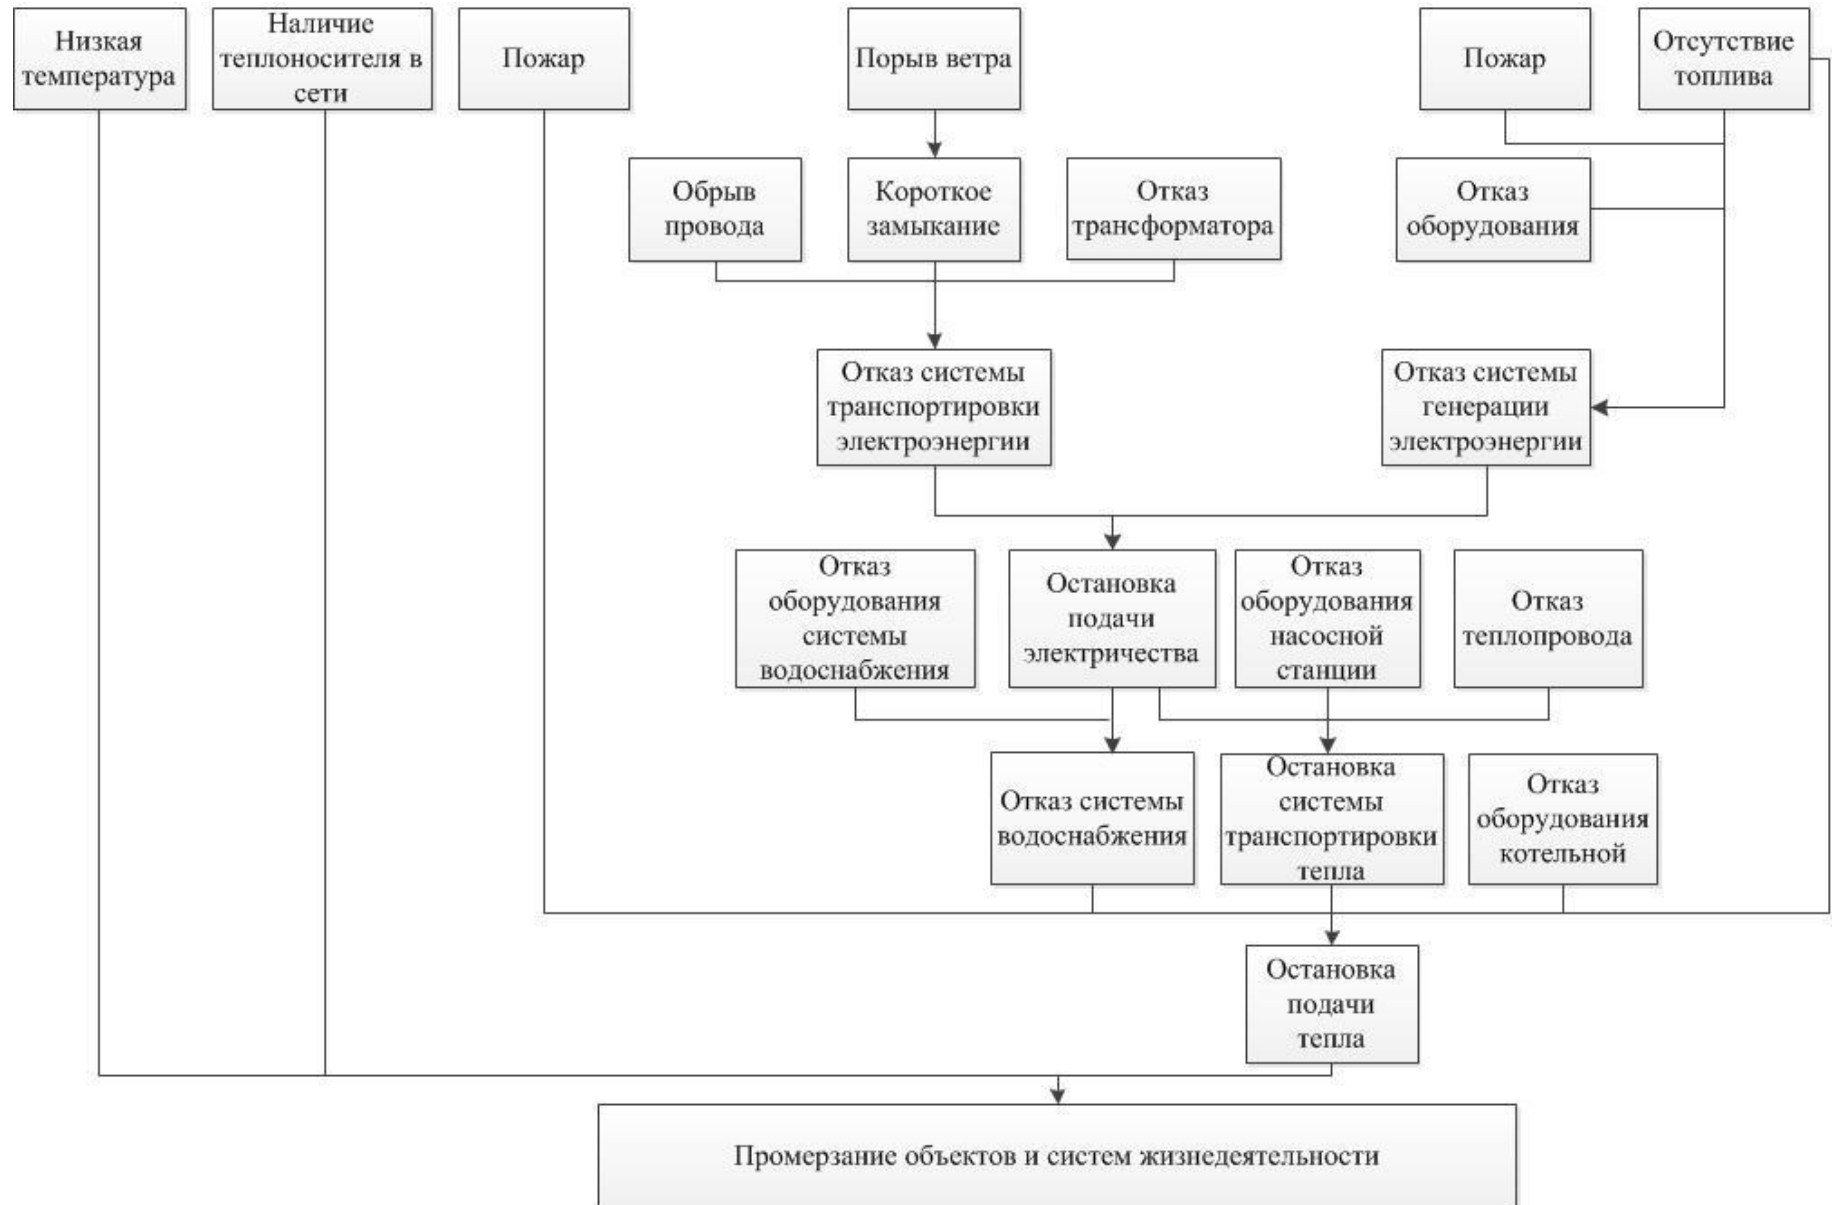 Низкая
температура
Наличие
теплоносителя в
сети
Пожар
Порыв ветра
Пожар
Отсутствие
топлива
Обрыв
провода
Короткое
замыкание
Отказ
трансформатора
Отказ
оборудования
Отказ системы
транспортировки
электроэнергии
Отказ системы
генерации
электроэнергии
Отказ
оборудования
системы
водоснабжения
Остановка
подачи
электричества
Отказ
оборудования
насосной
станции
Отказ
теплопровода
Отказ системы
водоснабжения
Остановка
системы
транспортировки
тепла
Отказ
оборудования
котельной
Остановка
подачи
тепла
Промерзание объектов и систем жизнедеятельности